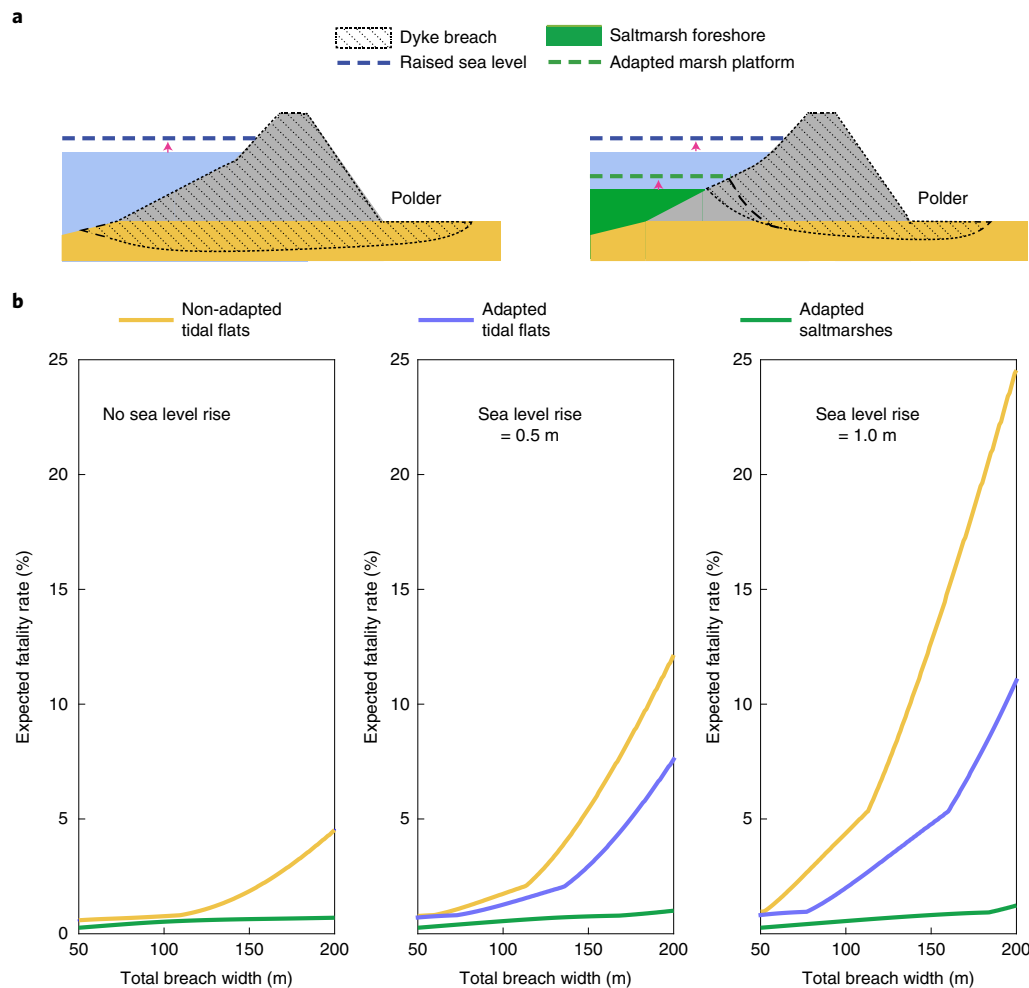 a
Dyke breach
Saltmarsh foreshore
Raised sea level
Adapted marsh platform
Polder
Polder
b
Non-adapted
tidal flats
Adapted
tidal flats
Adapted
saltmarshes
25
20
15
10
5
0
No sea level rise
Expected fatality rate (%)
50
100
150
200
Total breach width (m)
25
20
15
10
5
0
Sea level rise
= 0.5 m
Expected fatality rate (%)
50
100
150
200
Total breach width (m)
25
20
15
10
5
0
Sea level rise
= 1.0 m
Expected fatality rate (%)
50
100
150
200
Total breach width (m)